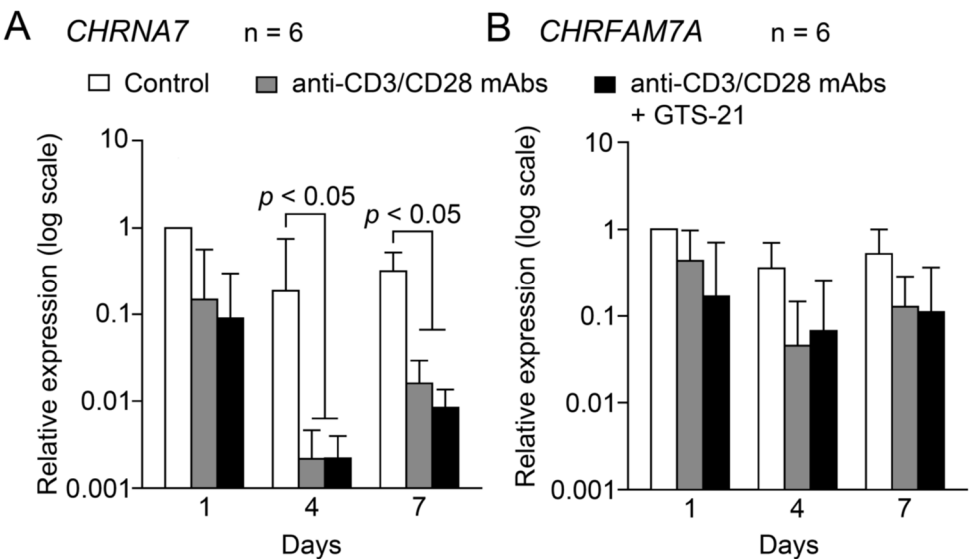 A CHRNA7 n = 6
B CHRFAM7A n = 6
Control anti-CD3/CD28 mAbs anti-CD3/CD28 mAbs
+ GTS-21
Relative expression (log scale)
10
1
0.1
0.01
0.001
p < 0.05
p < 0.05
1 4 7
Days
Relative expression (log scale)
10
1
0.1
0.01
0.001
1 4 7
Days